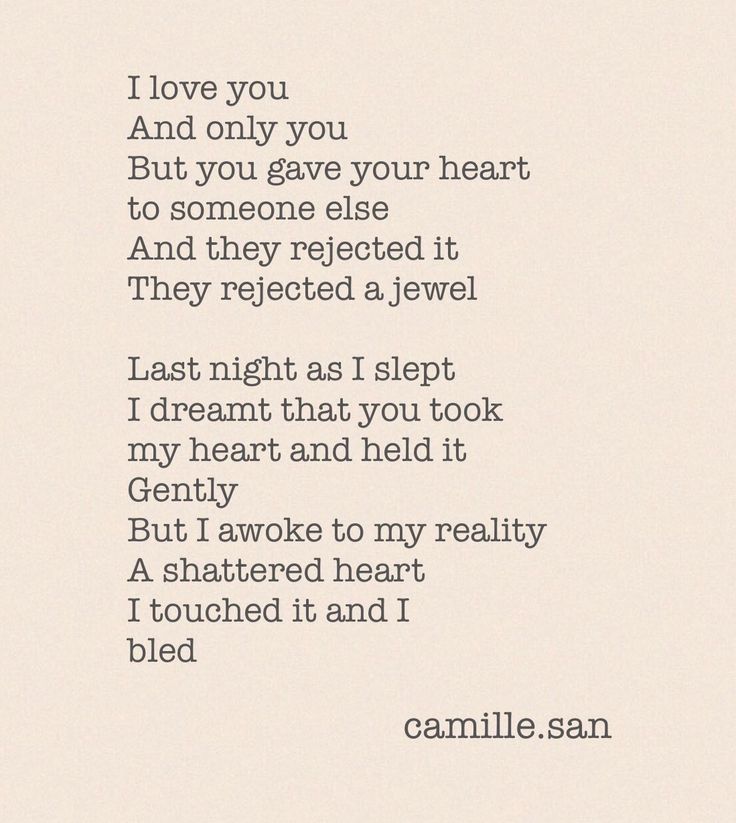 I love you
And only you
But you gave your heart
to someone else
And they rejected it
They rejected a jewel
Last night as I slept
I dreamt that you took
my heart and held it
Gently
But I awoke to my reality
A shattered heart
I touched it and I
bled
camille.san